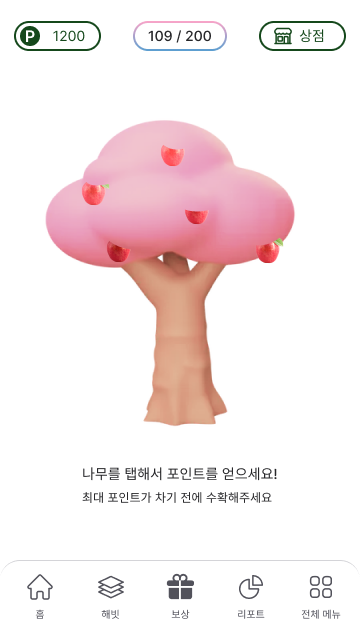 P 1200
109 / 200
상점
나무를 탭해서 포인트를 얻으세요!
최대 포인트가 차기 전에 수확해주세요
홈
해빗
보상
리포트
전체 메뉴